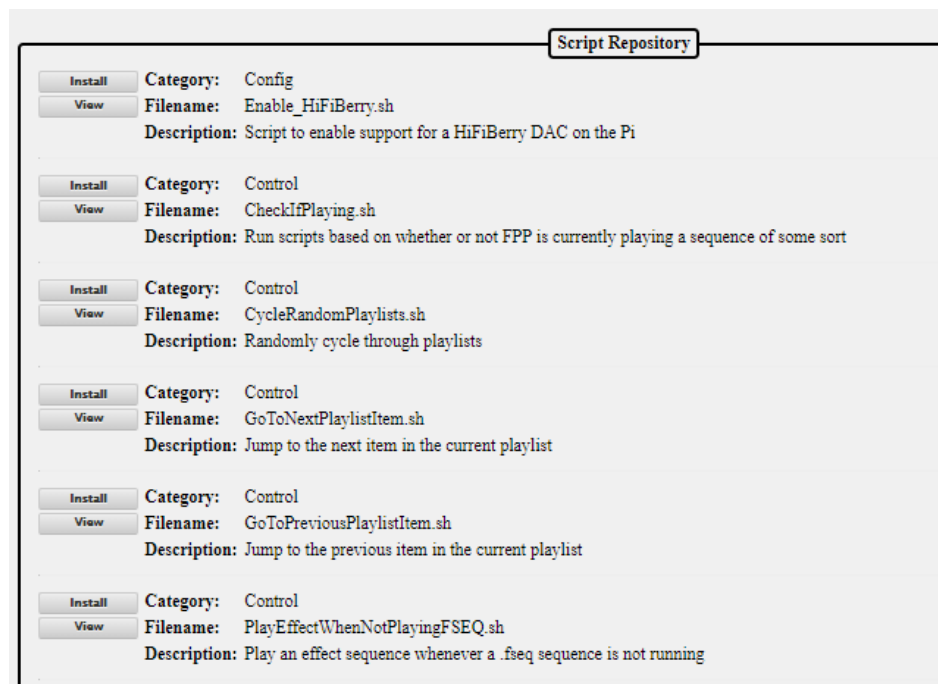 Script Repository
Install Category: Config
View Filename: Enable_HiFiBerry.sh
Description: Script to enable support for a HiFiBerry DAC on the Pi
Install Category: Control
View Filename: CheckIfPlaying.sh
Description: Run scripts based on whether or not FPP is currently playing a sequence of some sort
Install Category: Control
View Filename: CycleRandomPlaylists.sh
Description: Randomly cycle through playlists
Install Category: Control
View Filename: GoToNextPlaylistItem.sh
Description: Jump to the next item in the current playlist
Install Category: Control
View Filename: GoToPreviousPlaylistItem.sh
Description: Jump to the previous item in the current playlist
Install Category: Control
View Filename: PlayEffectWhenNotPlayingFSEQ.sh
Description: Play an effect sequence whenever a .fseq sequence is not running